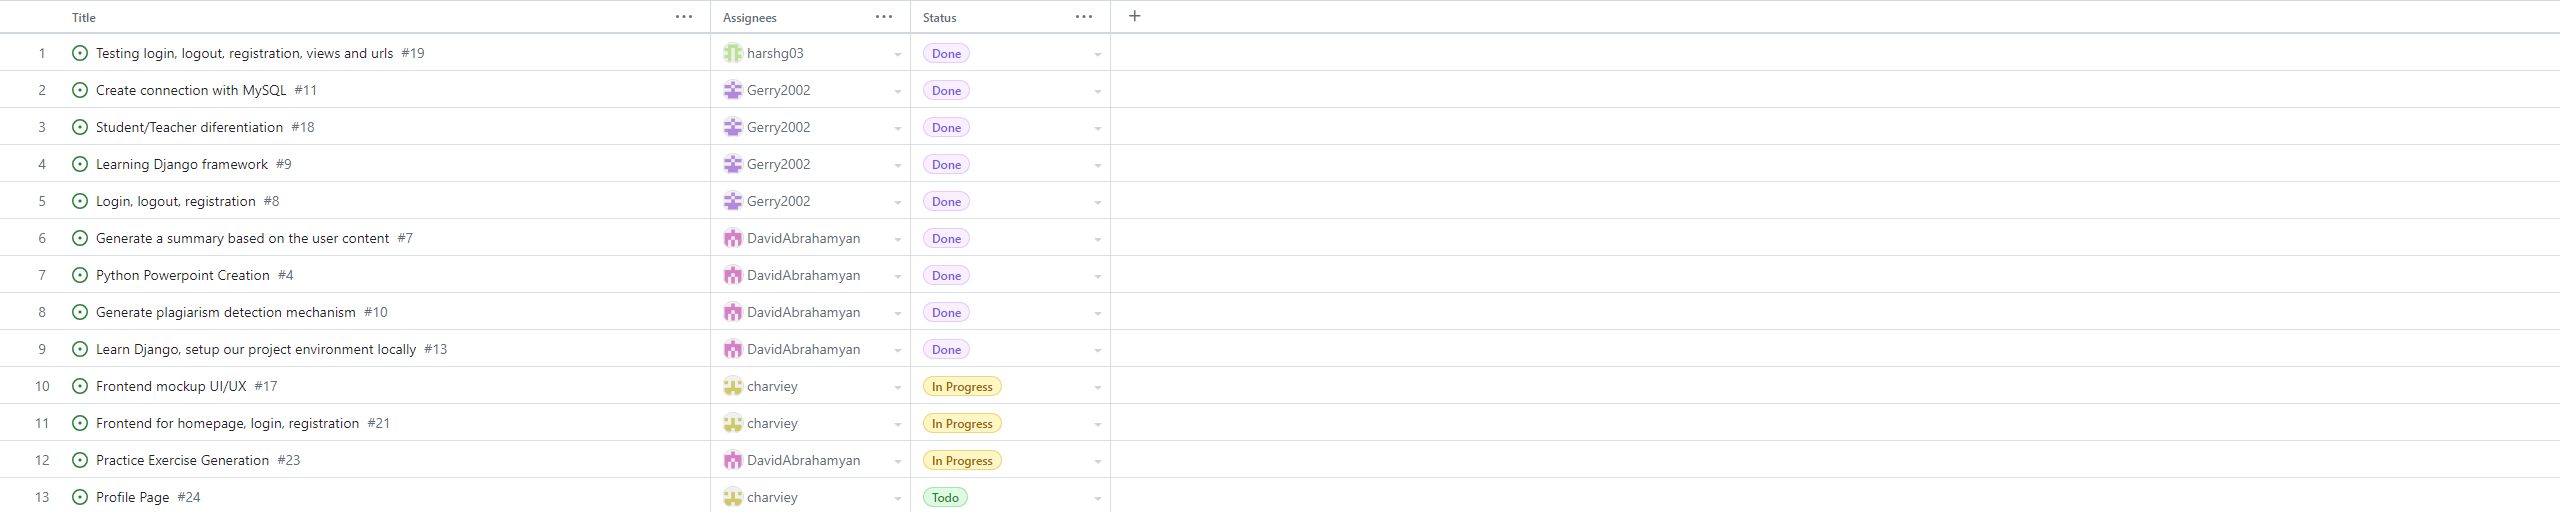 Title ... Assignees ... Status ... +
1 Testing login, logout, registration, views and urls #19 harshg03 Done
2 Create connection with MySQL #11 Gerry2002 Done
3 Student/Teacher diferentiation #18 Gerry2002 Done
4 Learning Django framework #9 Gerry2002 Done
5 Login, logout, registration #8 Gerry2002 Done
6 Generate a summary based on the user content #7 DavidAbrahamyan Done
7 Python Powerpoint Creation #4 DavidAbrahamyan Done
8 Generate plagiarism detection mechanism #10 DavidAbrahamyan Done
9 Learn Django, setup our project environment locally #13 DavidAbrahamyan Done
10 Frontend mockup UI/UX #17 charviey In Progress
11 Frontend for homepage, login, registration #21 charviey In Progress
12 Practice Exercise Generation #23 DavidAbrahamyan In Progress
13 Profile Page #24 charviey Todo